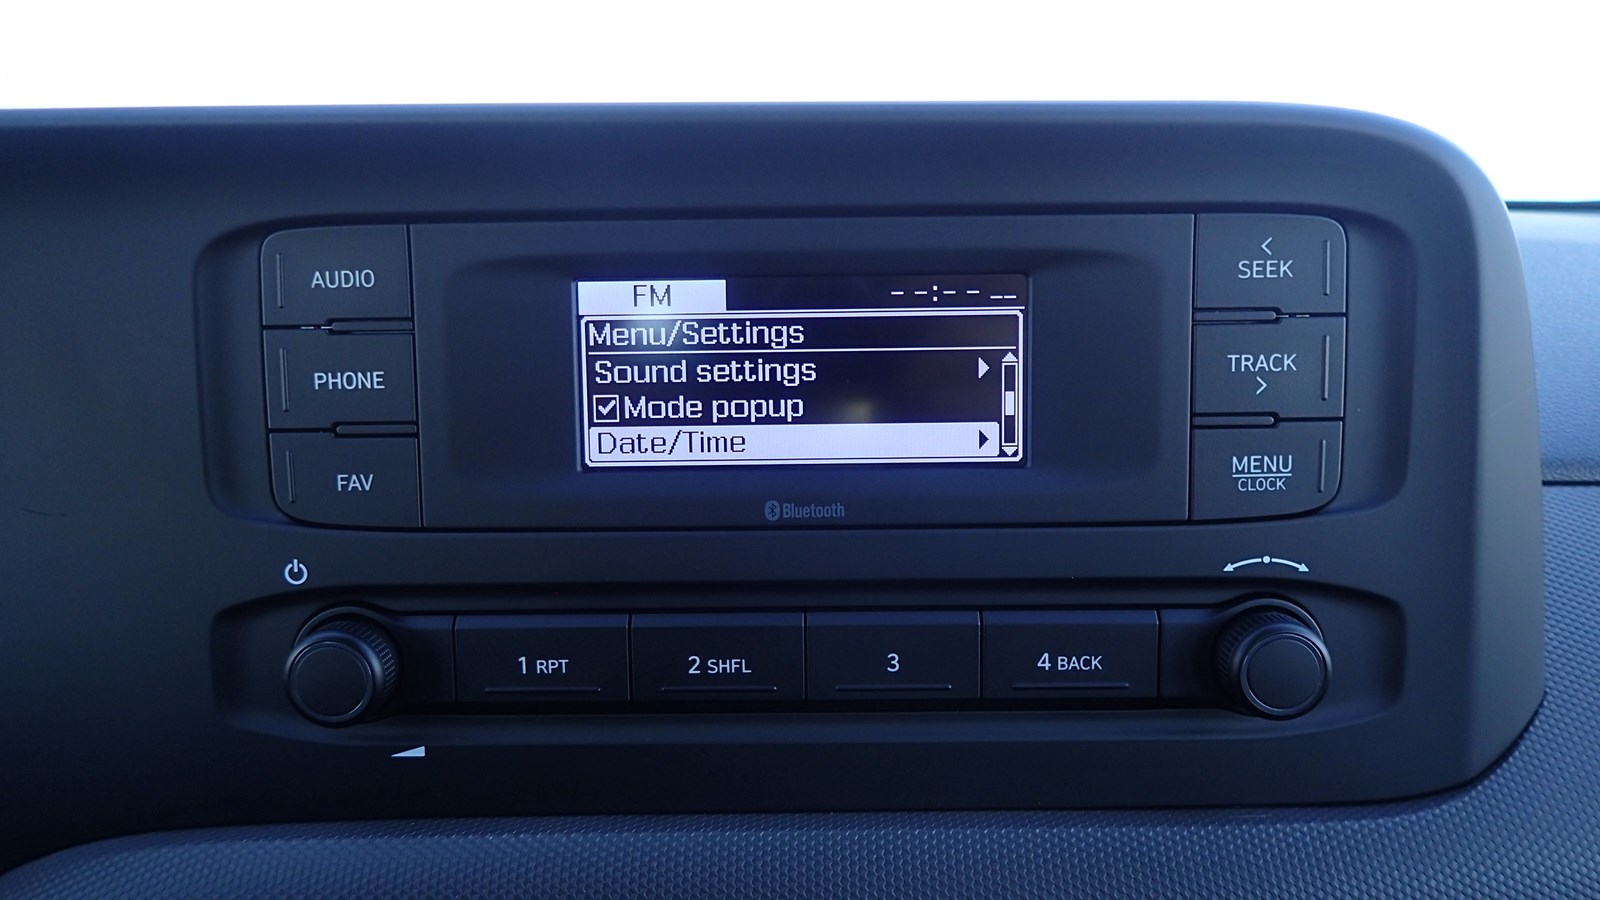 AUDIO
PHONE
FAV
FM --:-- --
Menu/Settings
Sound settings
Mode popup
Date/Time
Bluetooth
< SEEK
TRACK >
MENU
CLOCK
1 RPT
2 SHFL
3
4 BACK